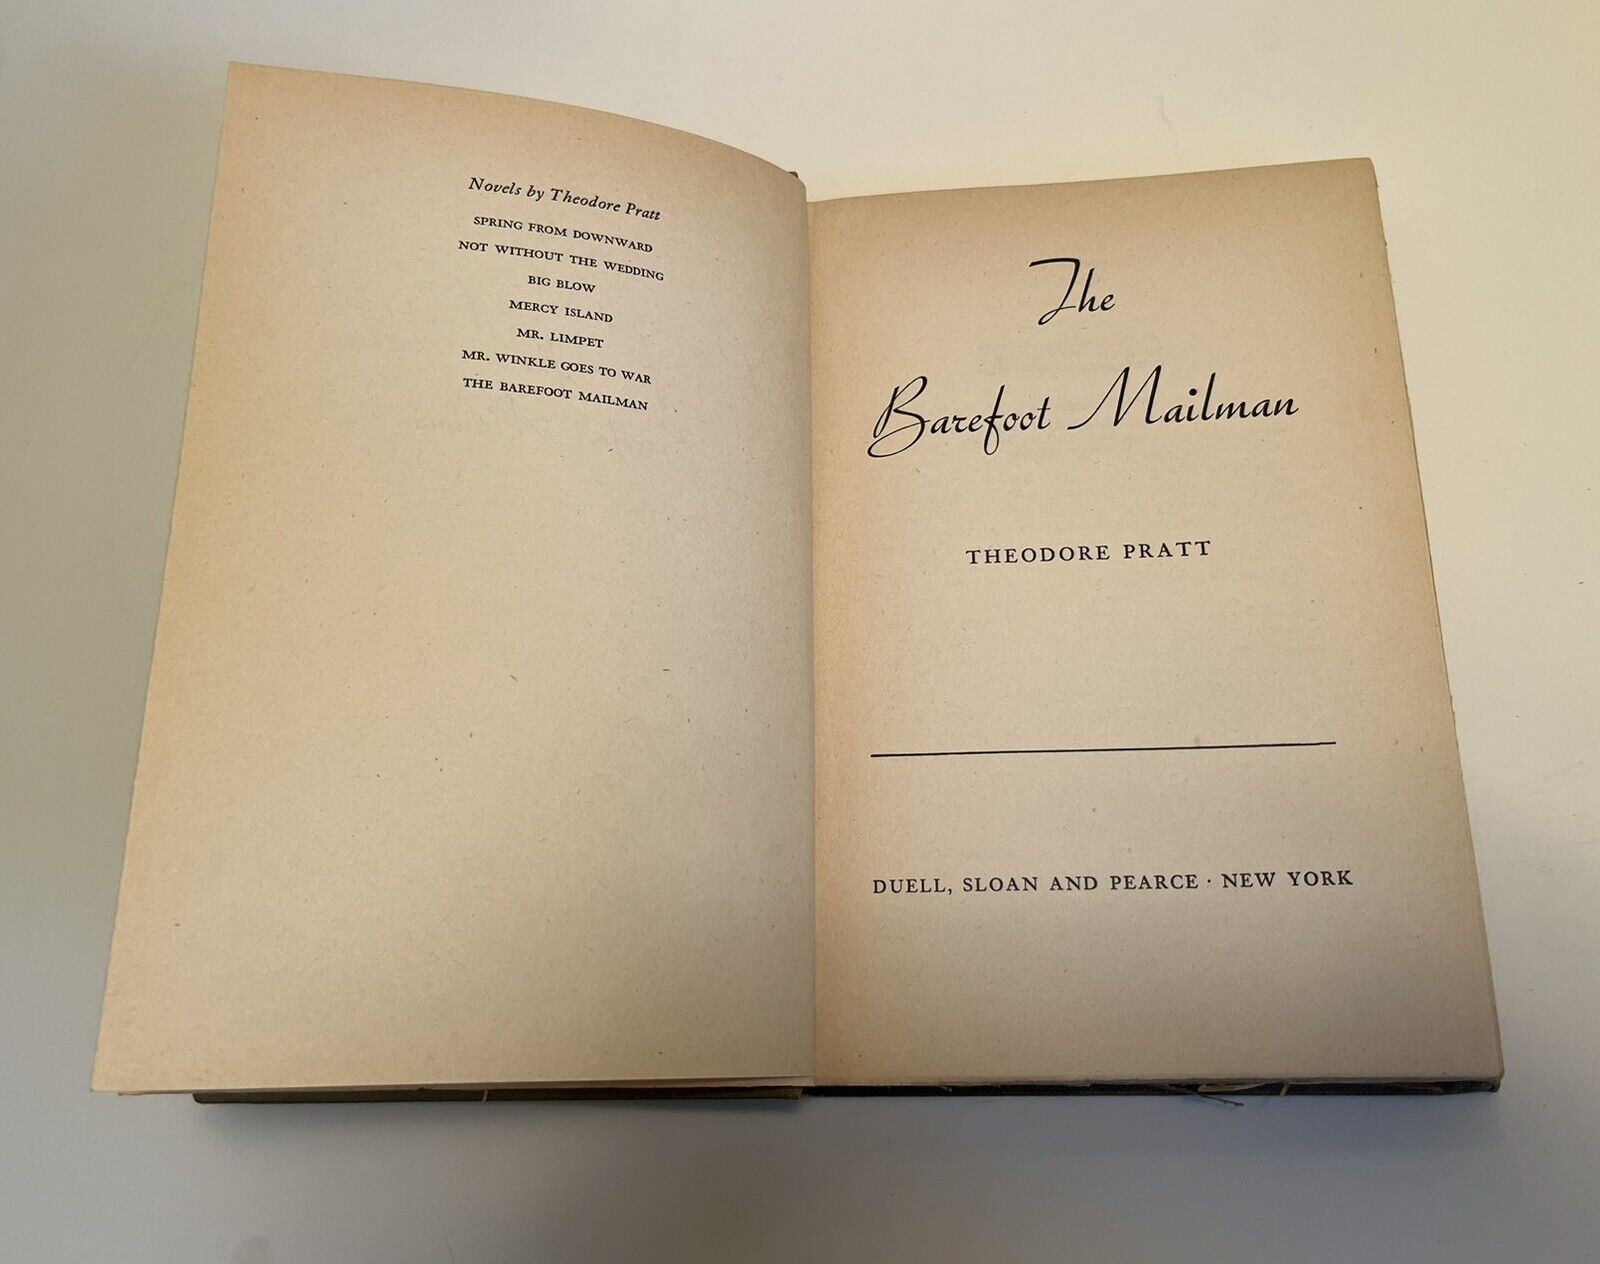 Novels by Theodore Pratt
SPRING FROM DOWNWARD
NOT WITHOUT THE WEDDING
BIG BLOW
MERCY ISLAND
MR. LIMPET
MR. WINKLE GOES TO WAR
THE BAREFOOT MAILMAN
The
Barefoot Mailman
THEODORE PRATT
DUELL, SLOAN AND PEARCE · NEW YORK